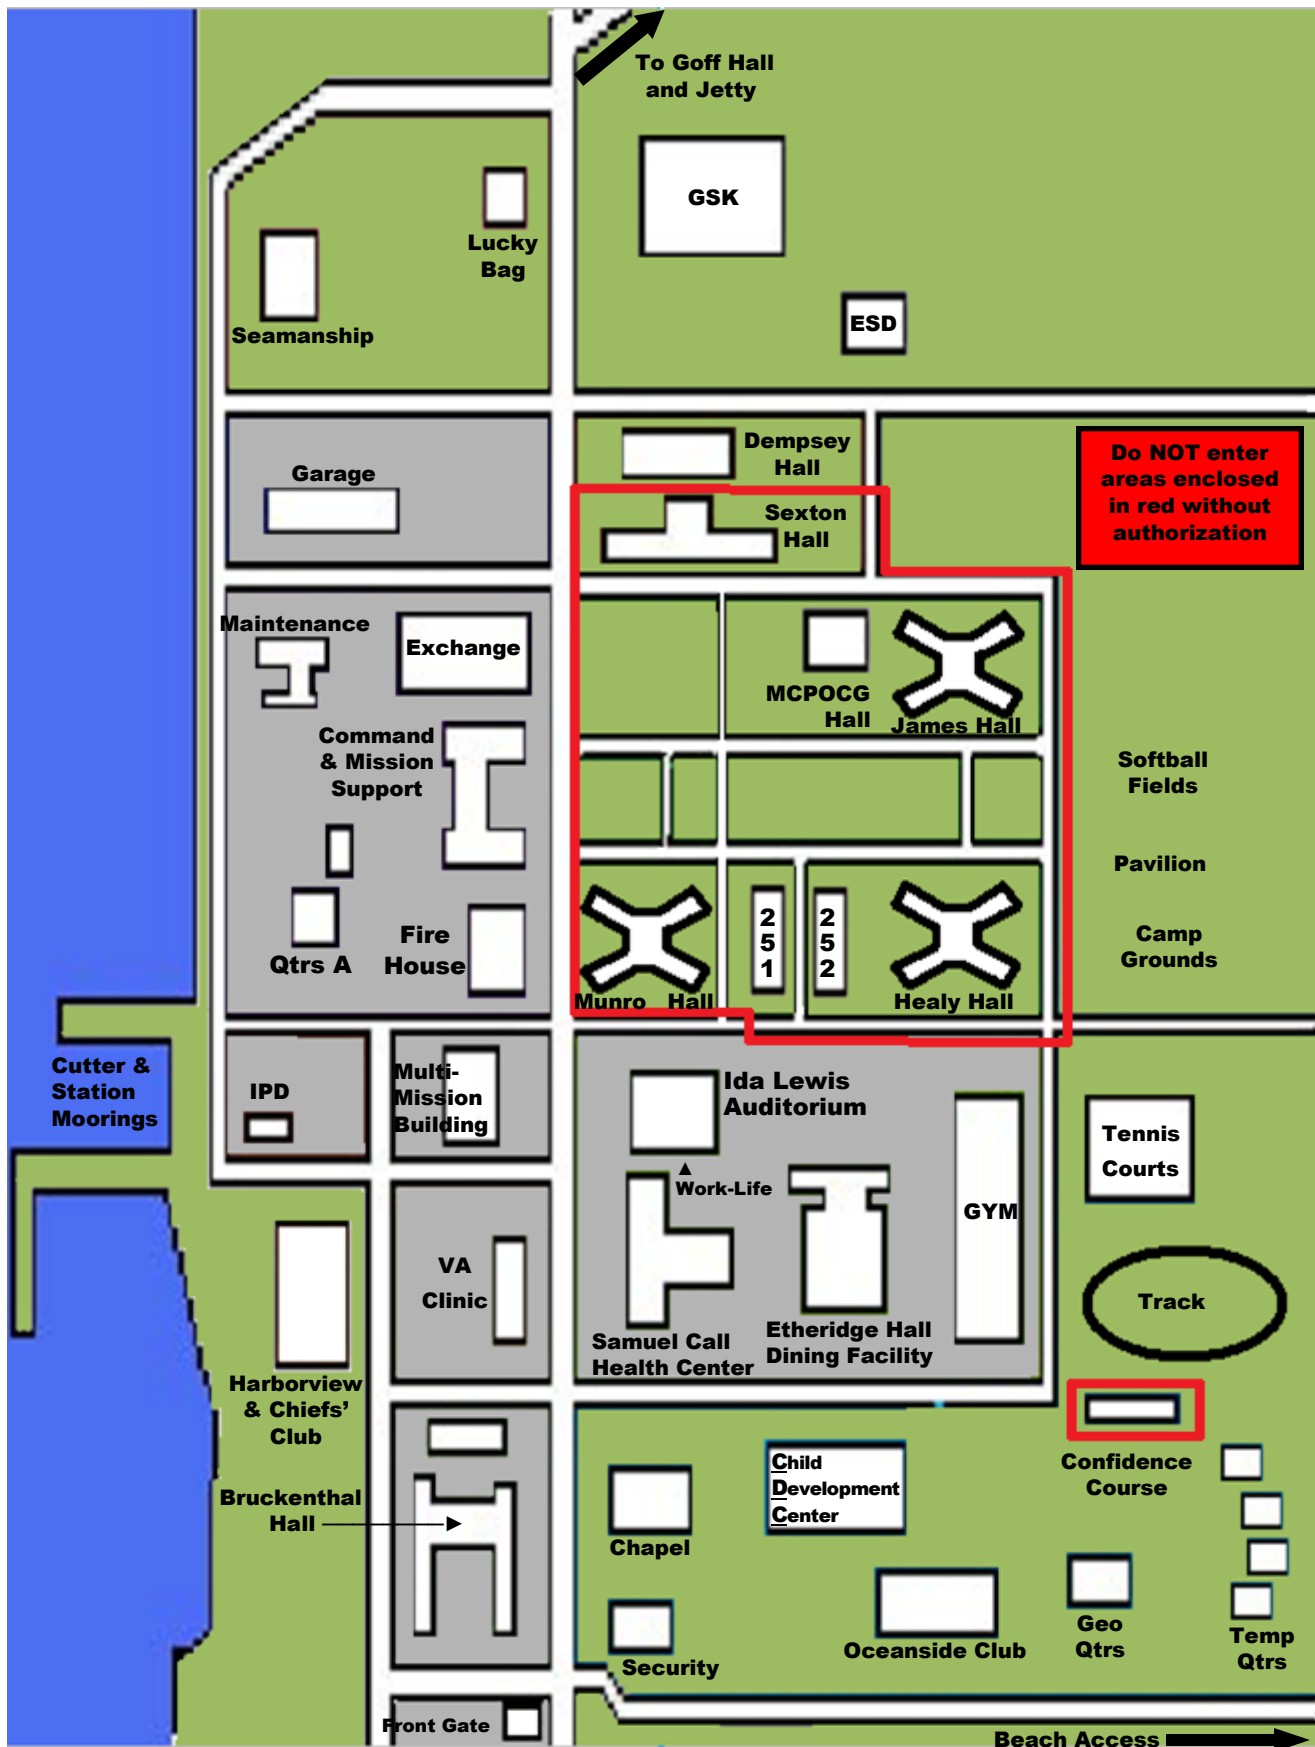 To Goff Hall
and Jetty
GSK
Lucky
Bag
Seamanship
ESD
Dempsey
Hall
Do NOT enter
areas enclosed
in red without
authorization
Garage
Sexton
Hall
Maintenance
Exchange
MCPOCG
Hall
James Hall
Command
& Mission
Support
Softball
Fields
Pavilion
Qtrs A
Fire
House
Munro Hall
2
5
1
2
5
2
Healy Hall
Camp
Grounds
Cutter &
Station
Moorings
IPD
Multi-
Mission
Building
Ida Lewis
Auditorium
▲
Work-Life
GYM
Tennis
Courts
VA
Clinic
Samuel Call
Health Center
Etheridge Hall
Dining Facility
Track
Harborview
& Chiefs’
Club
Confidence
Course
Bruckenthal
Hall
Child
Development
Center
Chapel
Security
Oceanside Club
Geo
Qtrs
Temp
Qtrs
Front Gate
Beach Access